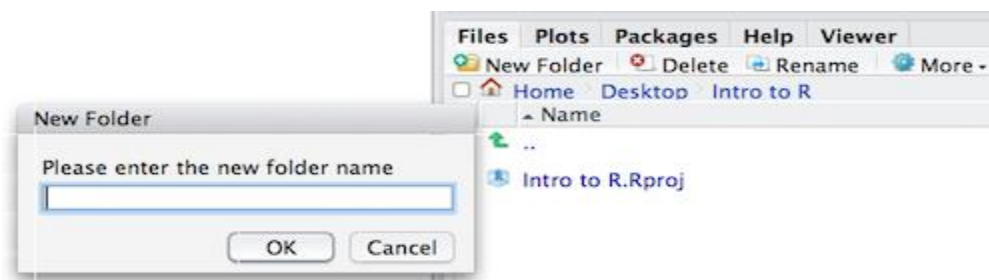 Files Plots Packages Help Viewer
New Folder Delete Rename More
Home Desktop Intro to R
Name
..
Intro to R.Rproj
New Folder
Please enter the new folder name
OK Cancel